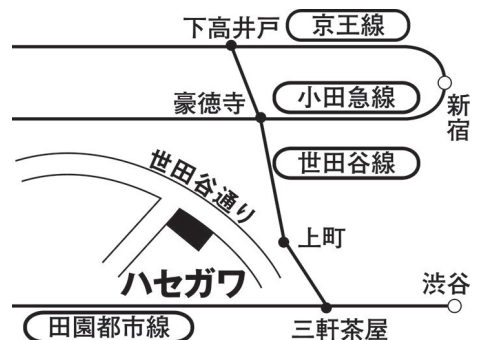 下高井戸
京王線
豪徳寺
小田急線
新宿
世田谷線
世田谷通り
上町
ハセガワ
渋谷
田園都市線
三軒茶屋